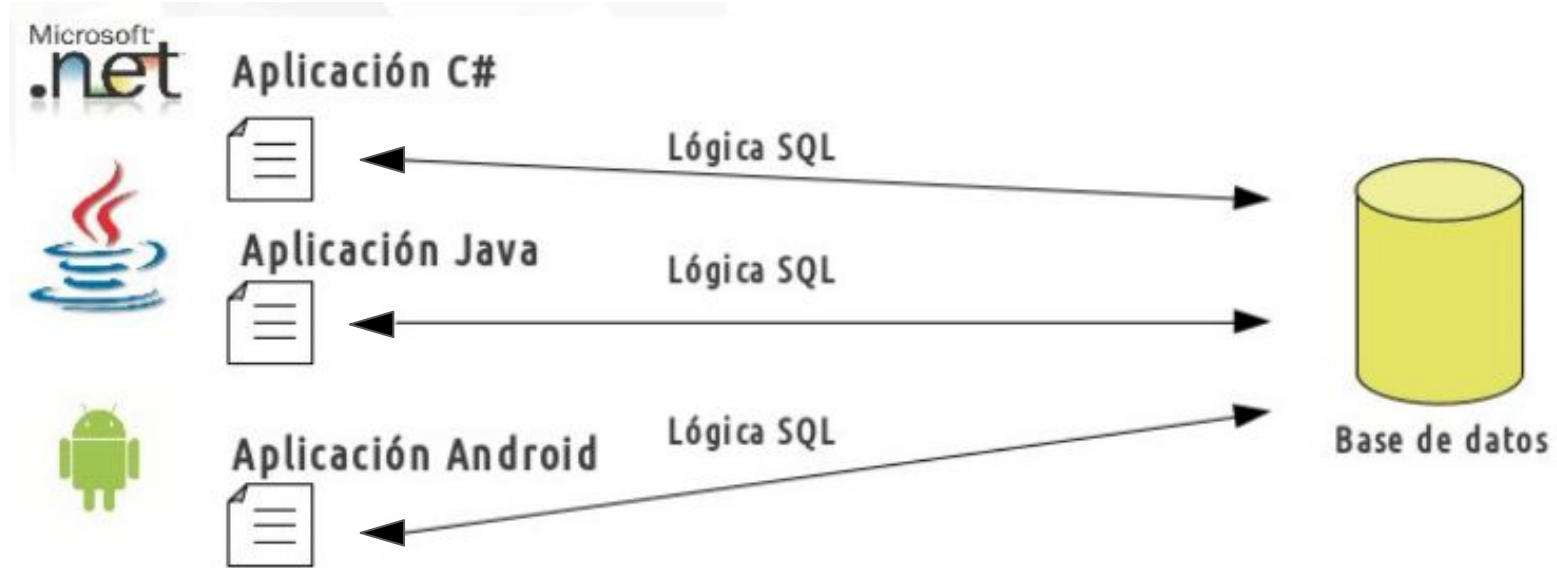 Microsoft
.net
Aplicación C#
Lógica SQL
Aplicación Java
Lógica SQL
Aplicación Android
Lógica SQL
Base de datos